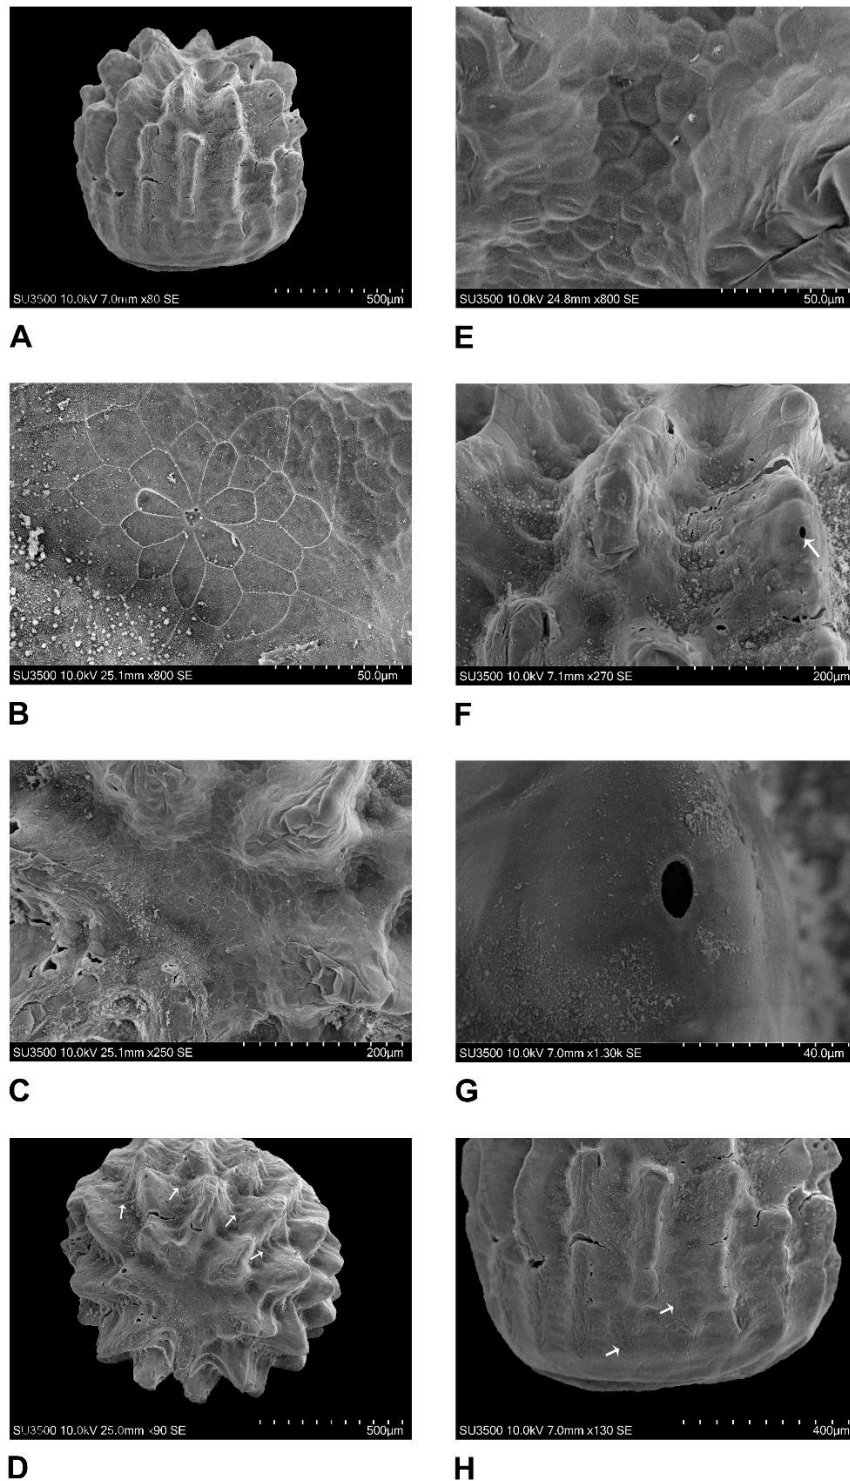 SU3500 10.0kV 7.0mm x80 SE 500µm
A
SU3500 10.0kV 25.1mm x800 SE 50.0µm
B
SU3500 10.0kV 25.1mm x250 SE 200µm
C
SU3500 10.0kV 25.0mm x90 SE 500µm
D
SU3500 10.0kV 24.8mm x800 SE 50.0µm
E
SU3500 10.0kV 7.1mm x270 SE 200µm
F
SU3500 10.0kV 7.0mm x1.30k SE 40.0µm
G
SU3500 10.0kV 7.0mm x130 SE 400µm
H